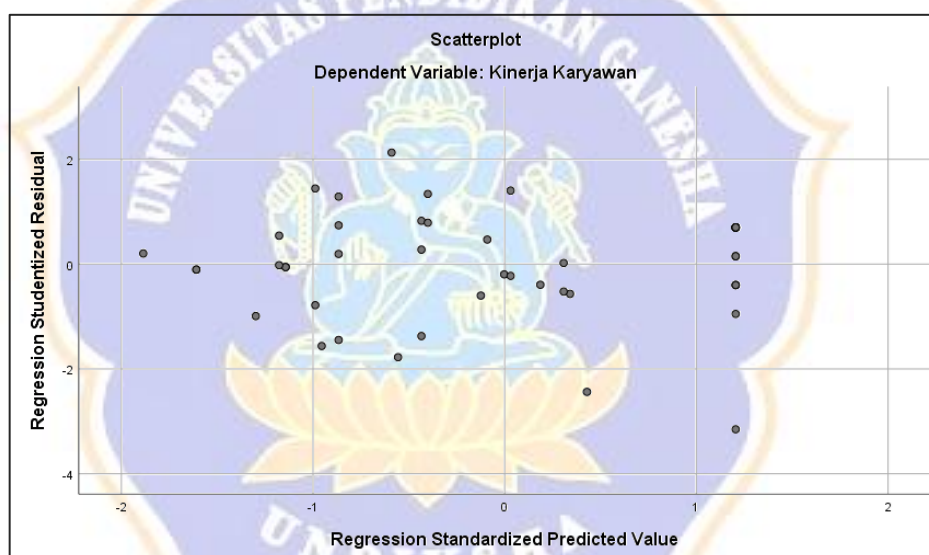 UNIVERSITAS PENDIDIKAN GANESHA
Scatterplot
Dependent Variable: Kinerja Karyawan
Regression Studentized Residual
2
0
-2
-4
-2
-1
0
1
2
Regression Standardized Predicted Value